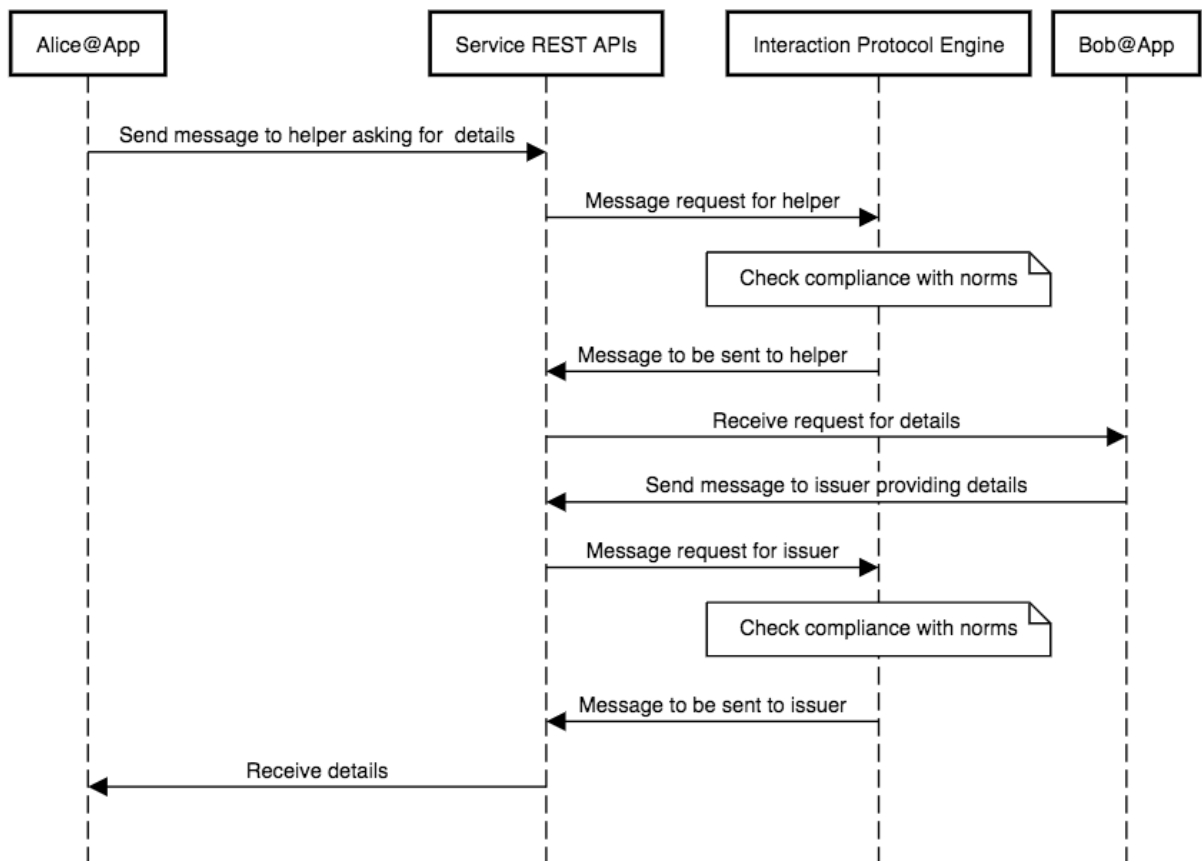 Alice@App
Service REST APIs
Interaction Protocol Engine
Bob@App
Send message to helper asking for  details
Message request for helper
Check compliance with norms
Message to be sent to helper
Receive request for details
Send message to issuer providing details
Message request for issuer
Check compliance with norms
Message to be sent to issuer
Receive details